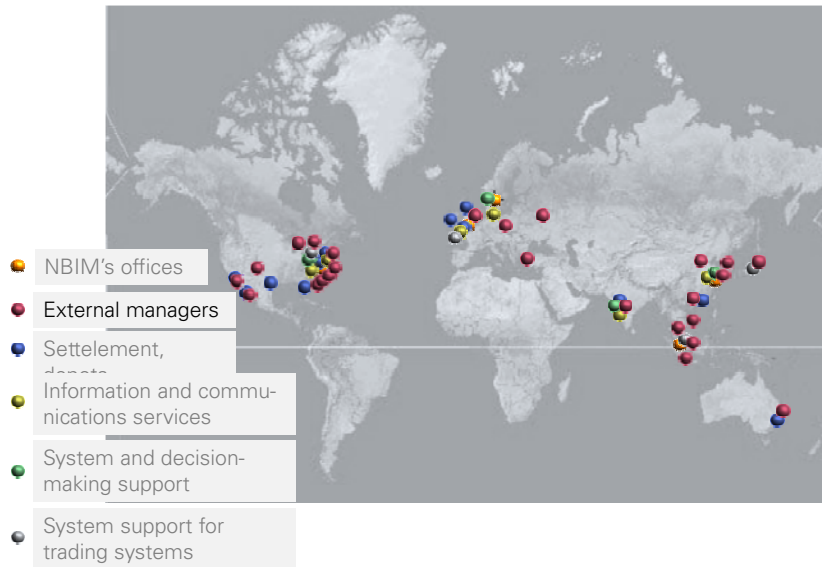 NBIM's offices
External managers
Settelement,
depots
Information and commu-
nications services
System and decision-
making support
System support for
trading systems